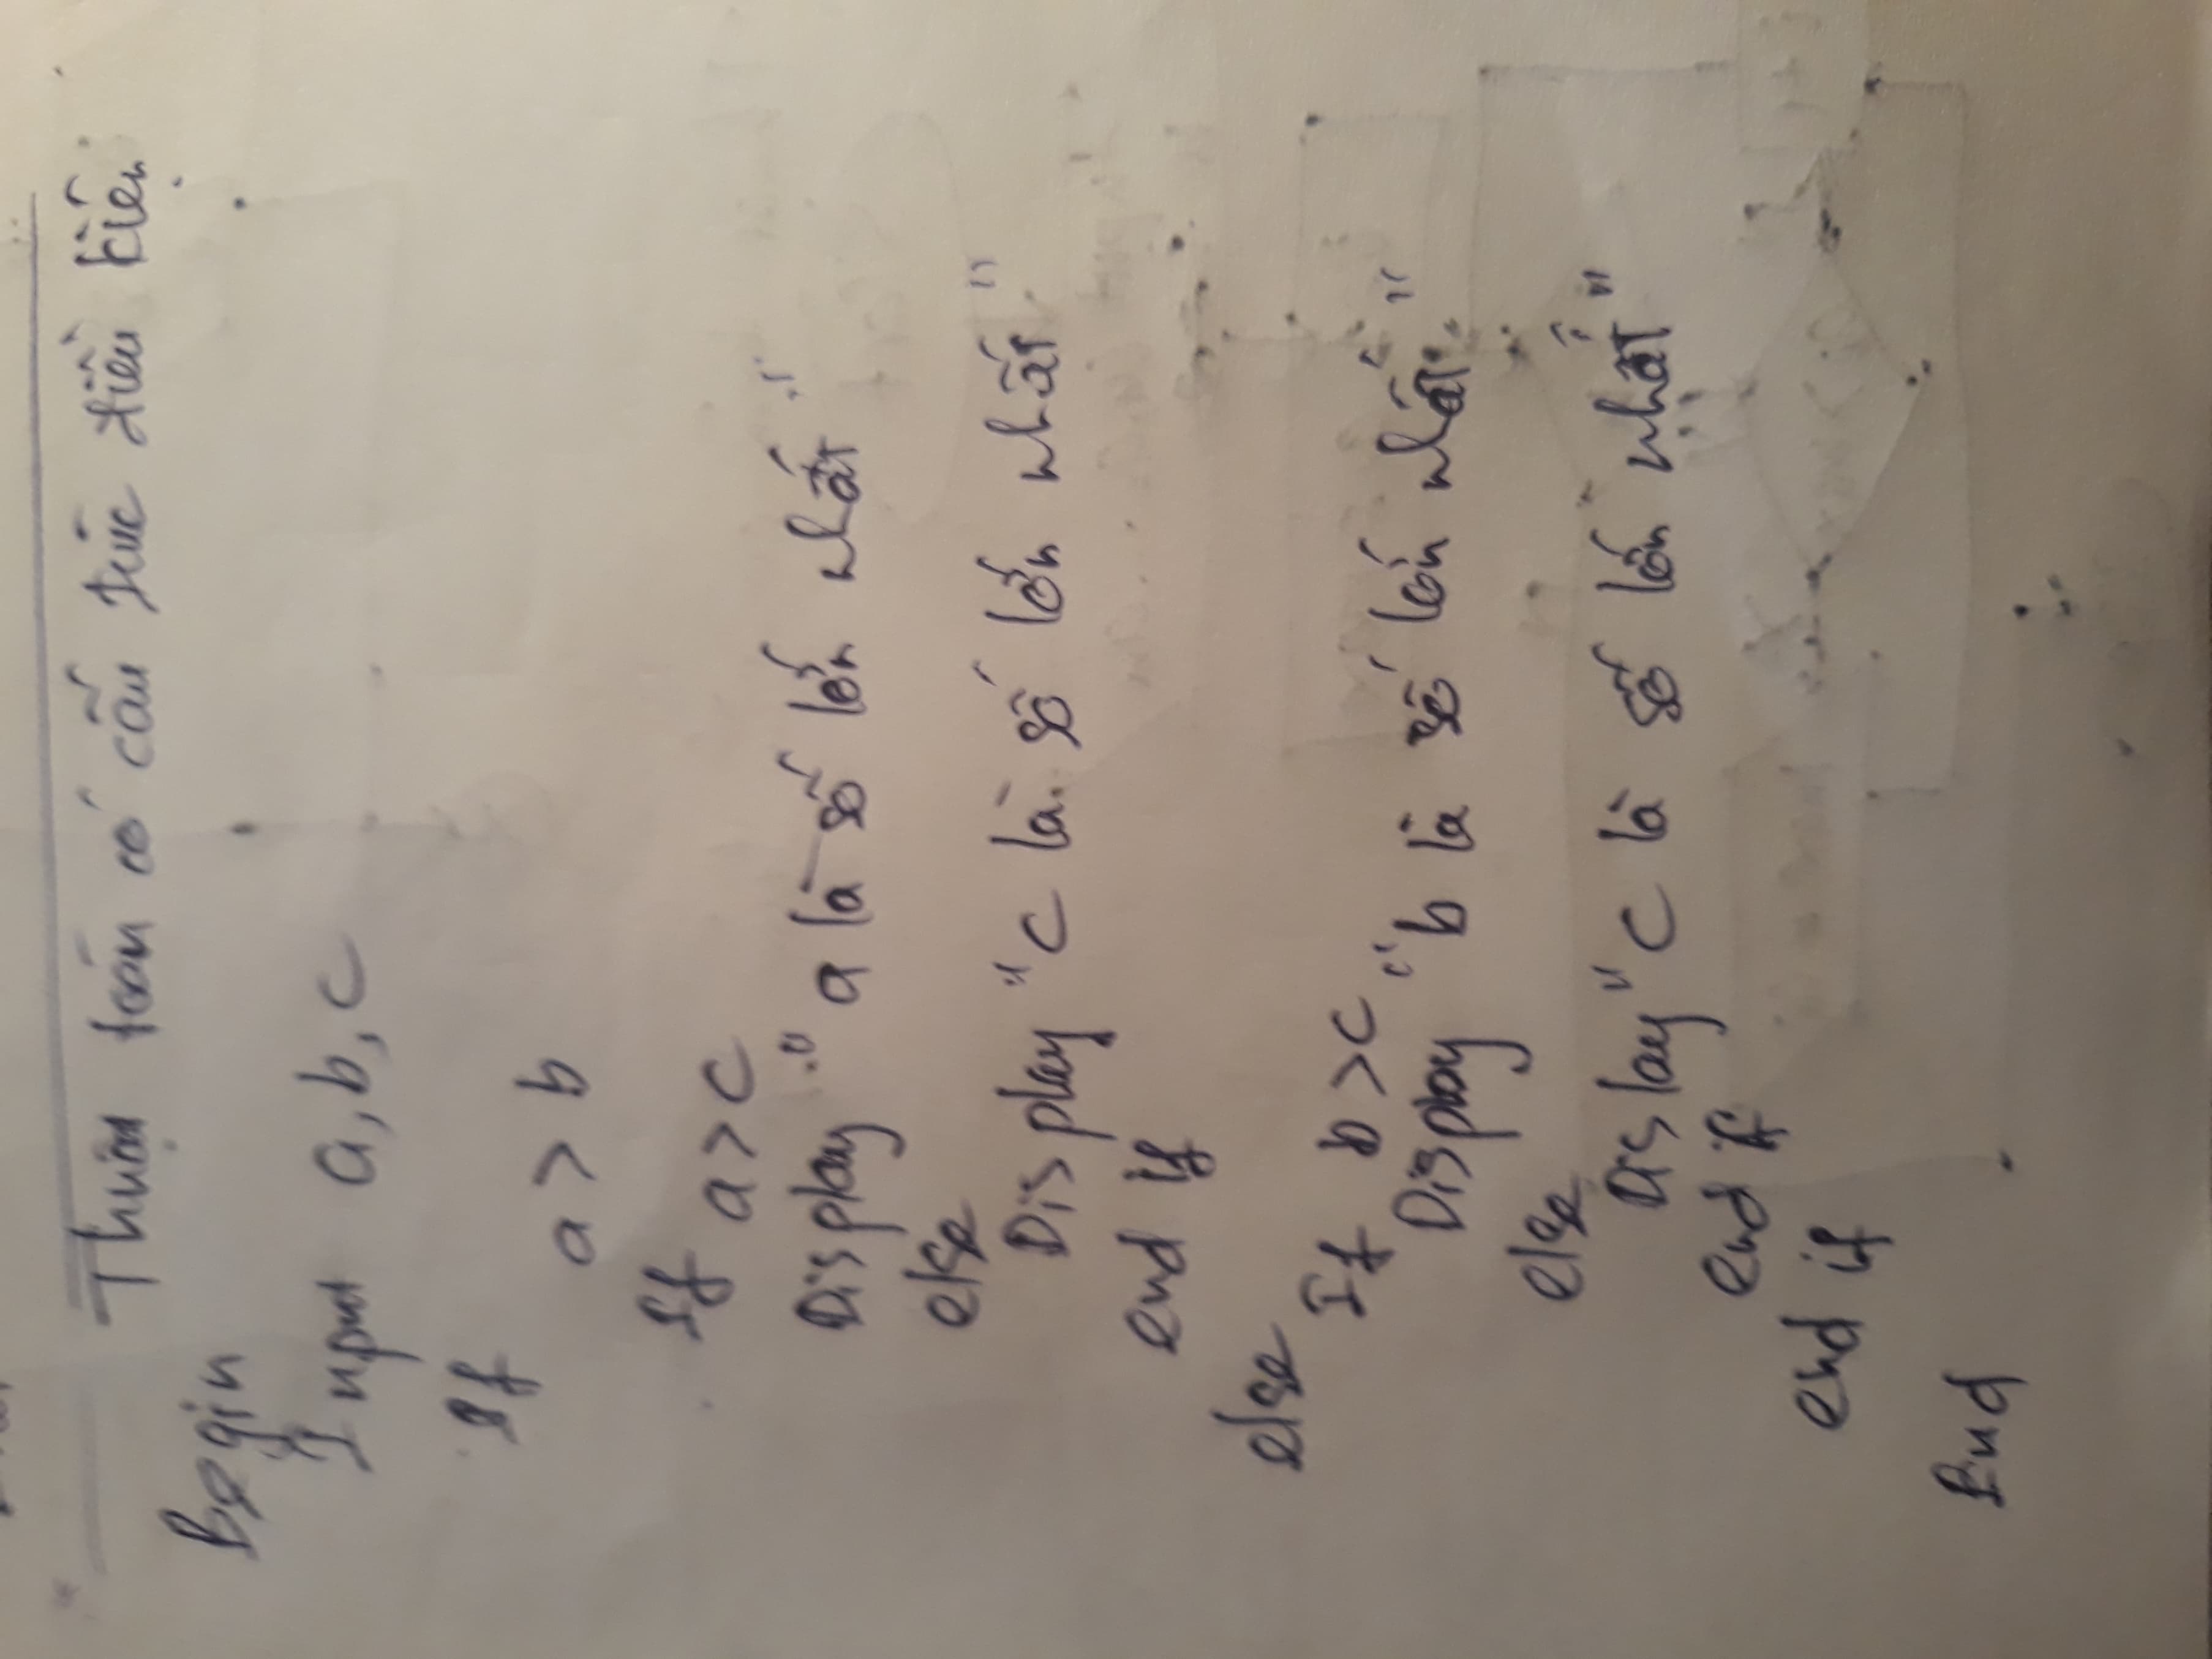 Thuật toán có cấu trúc điều kiện
Begin
Input a, b, c
If
a > b
If a > c
Display "a là số lớn nhất"
else
Display "c là số lớn nhất"
end if
else
If b > c
Display "b là số lớn nhất"
else
Dislay "c là số lớn nhất"
end if
end if
End